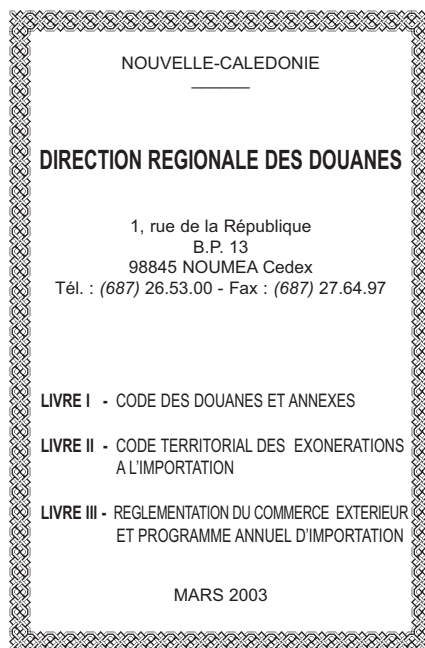 NOUVELLE-CALEDONIE
DIRECTION REGIONALE DES DOUANES
1, rue de la République
B.P. 13
98845 NOUMEA Cedex
Tél. : (687) 26.53.00 - Fax : (687) 27.64.97
LIVRE I - CODE DES DOUANES ET ANNEXES
LIVRE II - CODE TERRITORIAL DES EXONERATIONS
A L'IMPORTATION
LIVRE III - REGLEMENTATION DU COMMERCE EXTERIEUR
ET PROGRAMME ANNUEL D'IMPORTATION
MARS 2003